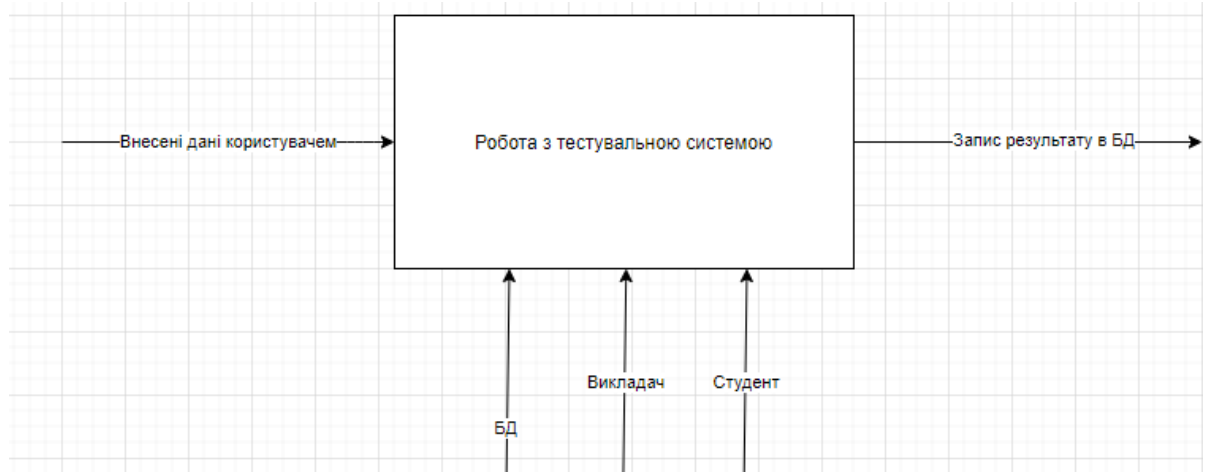 Внесені дані користувачем
Робота з тестувальною системою
Запис результату в БД
Викладач
Студент
БД